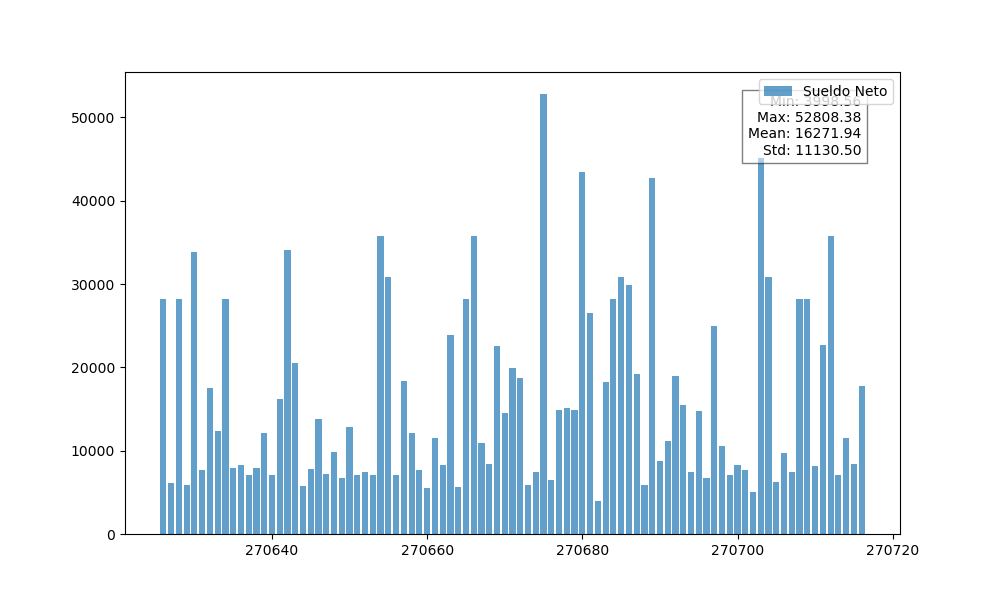 Sueldo Neto
Min: 3998.56
Max: 52808.38
Mean: 16271.94
Std: 11130.50
50000
40000
30000
20000
10000
0
270640
270660
270680
270700
270720